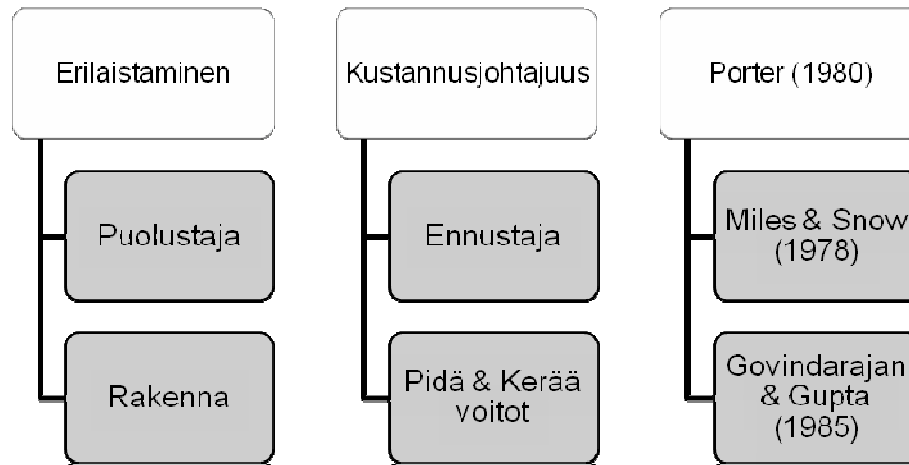 Erilaistaminen
Kustannusjohtajuus
Porter (1980)
Puolustaja
Ennustaja
Miles & Snow
(1978)
Rakenna
Pidä & Kerää
voitot
Govindarajan
& Gupta
(1985)